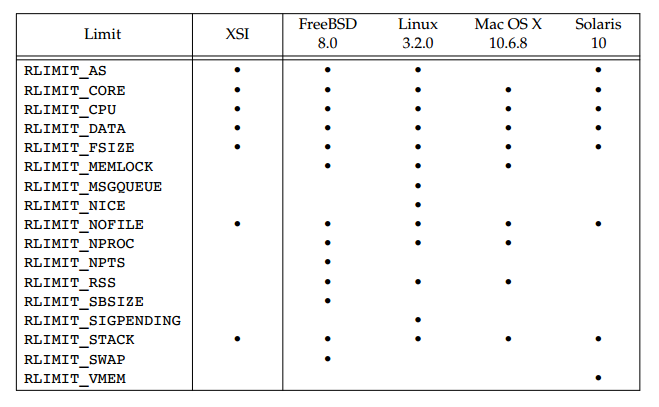 Limit XSI FreeBSD 8.0 Linux 3.2.0 Mac OS X 10.6.8 Solaris 10
RLIMIT_AS • • • •
RLIMIT_CORE • • • • •
RLIMIT_CPU • • • • •
RLIMIT_DATA • • • • •
RLIMIT_FSIZE • • • • •
RLIMIT_MEMLOCK • • •
RLIMIT_MSGQUEUE •
RLIMIT_NICE •
RLIMIT_NOFILE • • • • •
RLIMIT_NPROC • • •
RLIMIT_NPTS •
RLIMIT_RSS • • •
RLIMIT_SBSIZE •
RLIMIT_SIGPENDING •
RLIMIT_STACK • • • • •
RLIMIT_SWAP •
RLIMIT_VMEM •